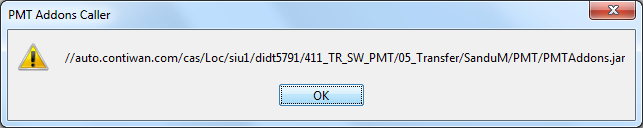 PMT Addons Caller
//auto.contiwan.com/cas/Loc/siu1/didt5791/411_TR_SW_PMT/05_Transfer/SanduM/PMT/PMTAddons.jar
OK